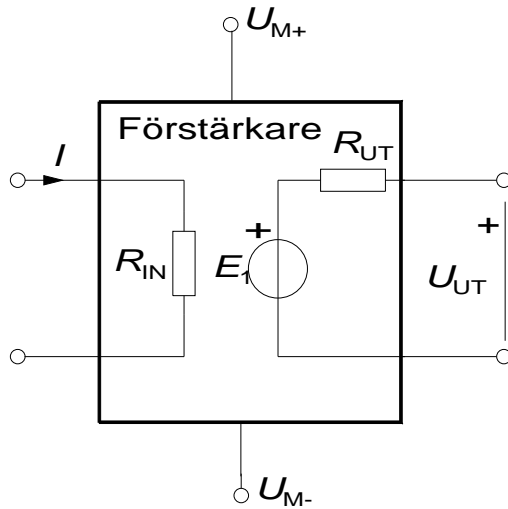 U_M+
Förstärkare
R_UT
I
+
+
R_IN
E_1
U_UT
U_M-